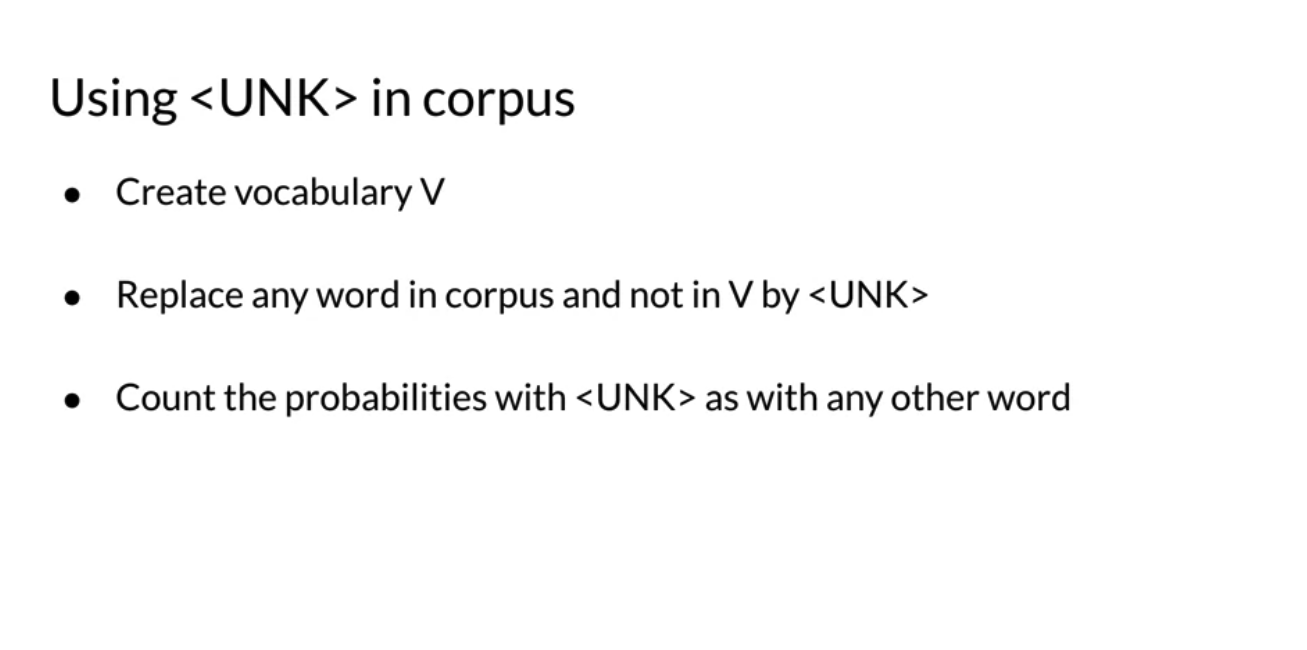 Using <UNK> in corpus
● Create vocabulary V
● Replace any word in corpus and not in V by <UNK>
● Count the probabilities with <UNK> as with any other word